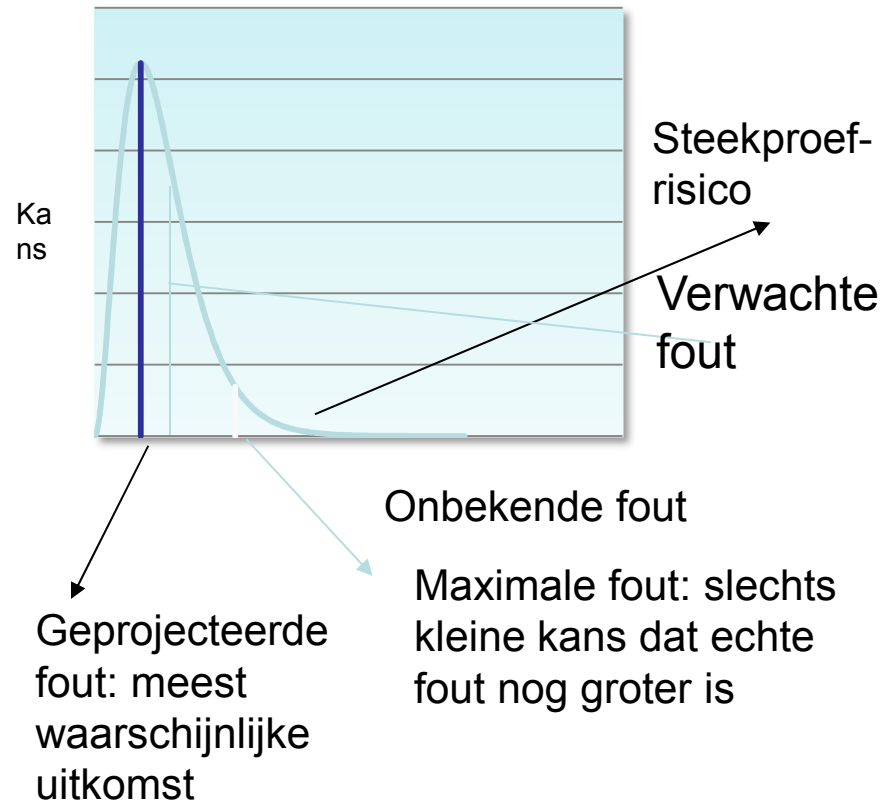 Steekproef-
risico
Ka
ns
Verwachte
fout
Onbekende fout
Maximale fout: slechts
kleine kans dat echte
fout nog groter is
Geprojecteerde
fout: meest
waarschijnlijke
uitkomst